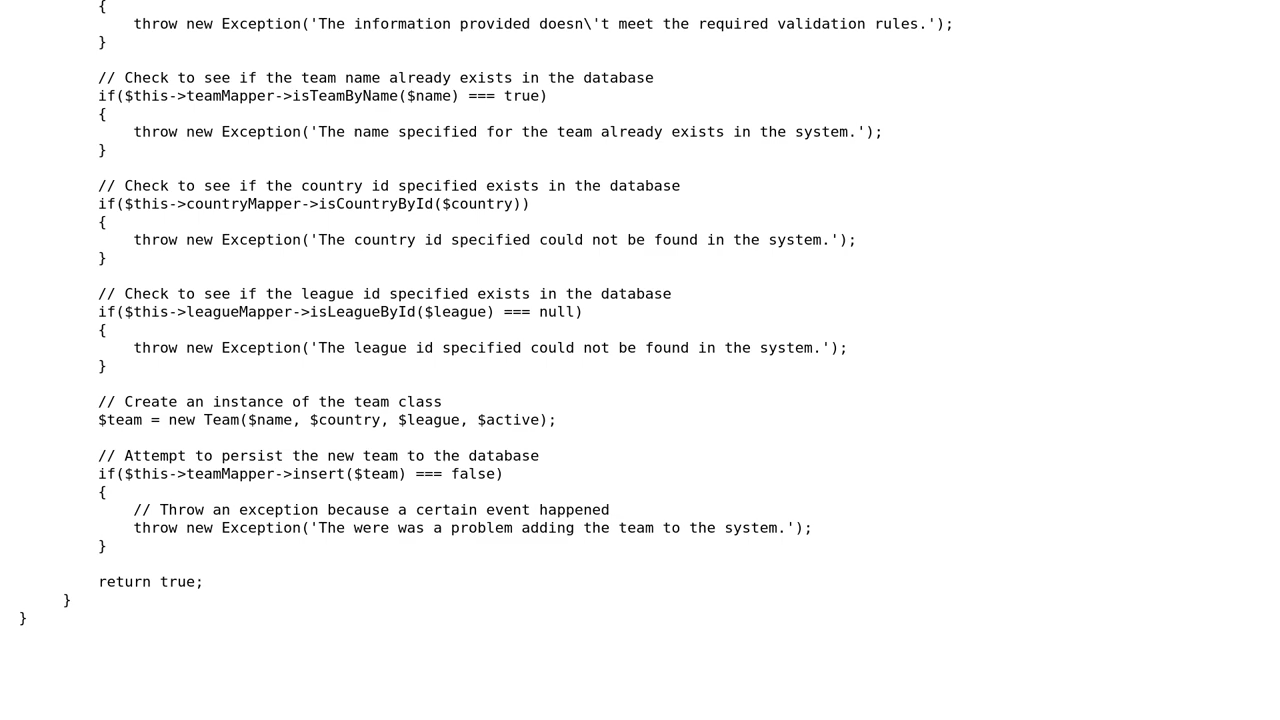 {
throw new Exception('The information provided doesn\'t meet the required validation rules.');
}
// Check to see if the team name already exists in the database
if($this->teamMapper->isTeamByName($name) === true)
{
throw new Exception('The name specified for the team already exists in the system.');
}
// Check to see if the country id specified exists in the database
if($this->countryMapper->isCountryById($country))
{
throw new Exception('The country id specified could not be found in the system.');
}
// Check to see if the league id specified exists in the database
if($this->leagueMapper->isLeagueById($league) === null)
{
throw new Exception('The league id specified could not be found in the system.');
}
// Create an instance of the team class
$team = new Team($name, $country, $league, $active);
// Attempt to persist the new team to the database
if($this->teamMapper->insert($team) === false)
{
// Throw an exception because a certain event happened
throw new Exception('The were was a problem adding the team to the system.');
}
return true;
}
}